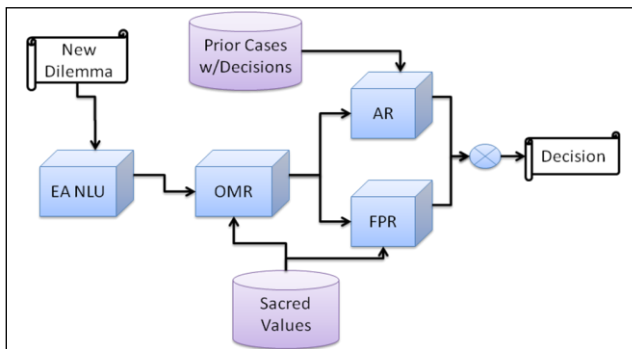 New
Dilemma
Prior Cases
w/Decisions
AR
EA NLU
OMR
FPR
Decision
Sacred
Values